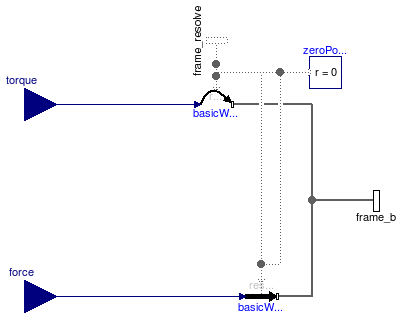 frame_resolve
zeroPo...
r = 0
torque
basicW...
frame_b
force
res...
basicW...